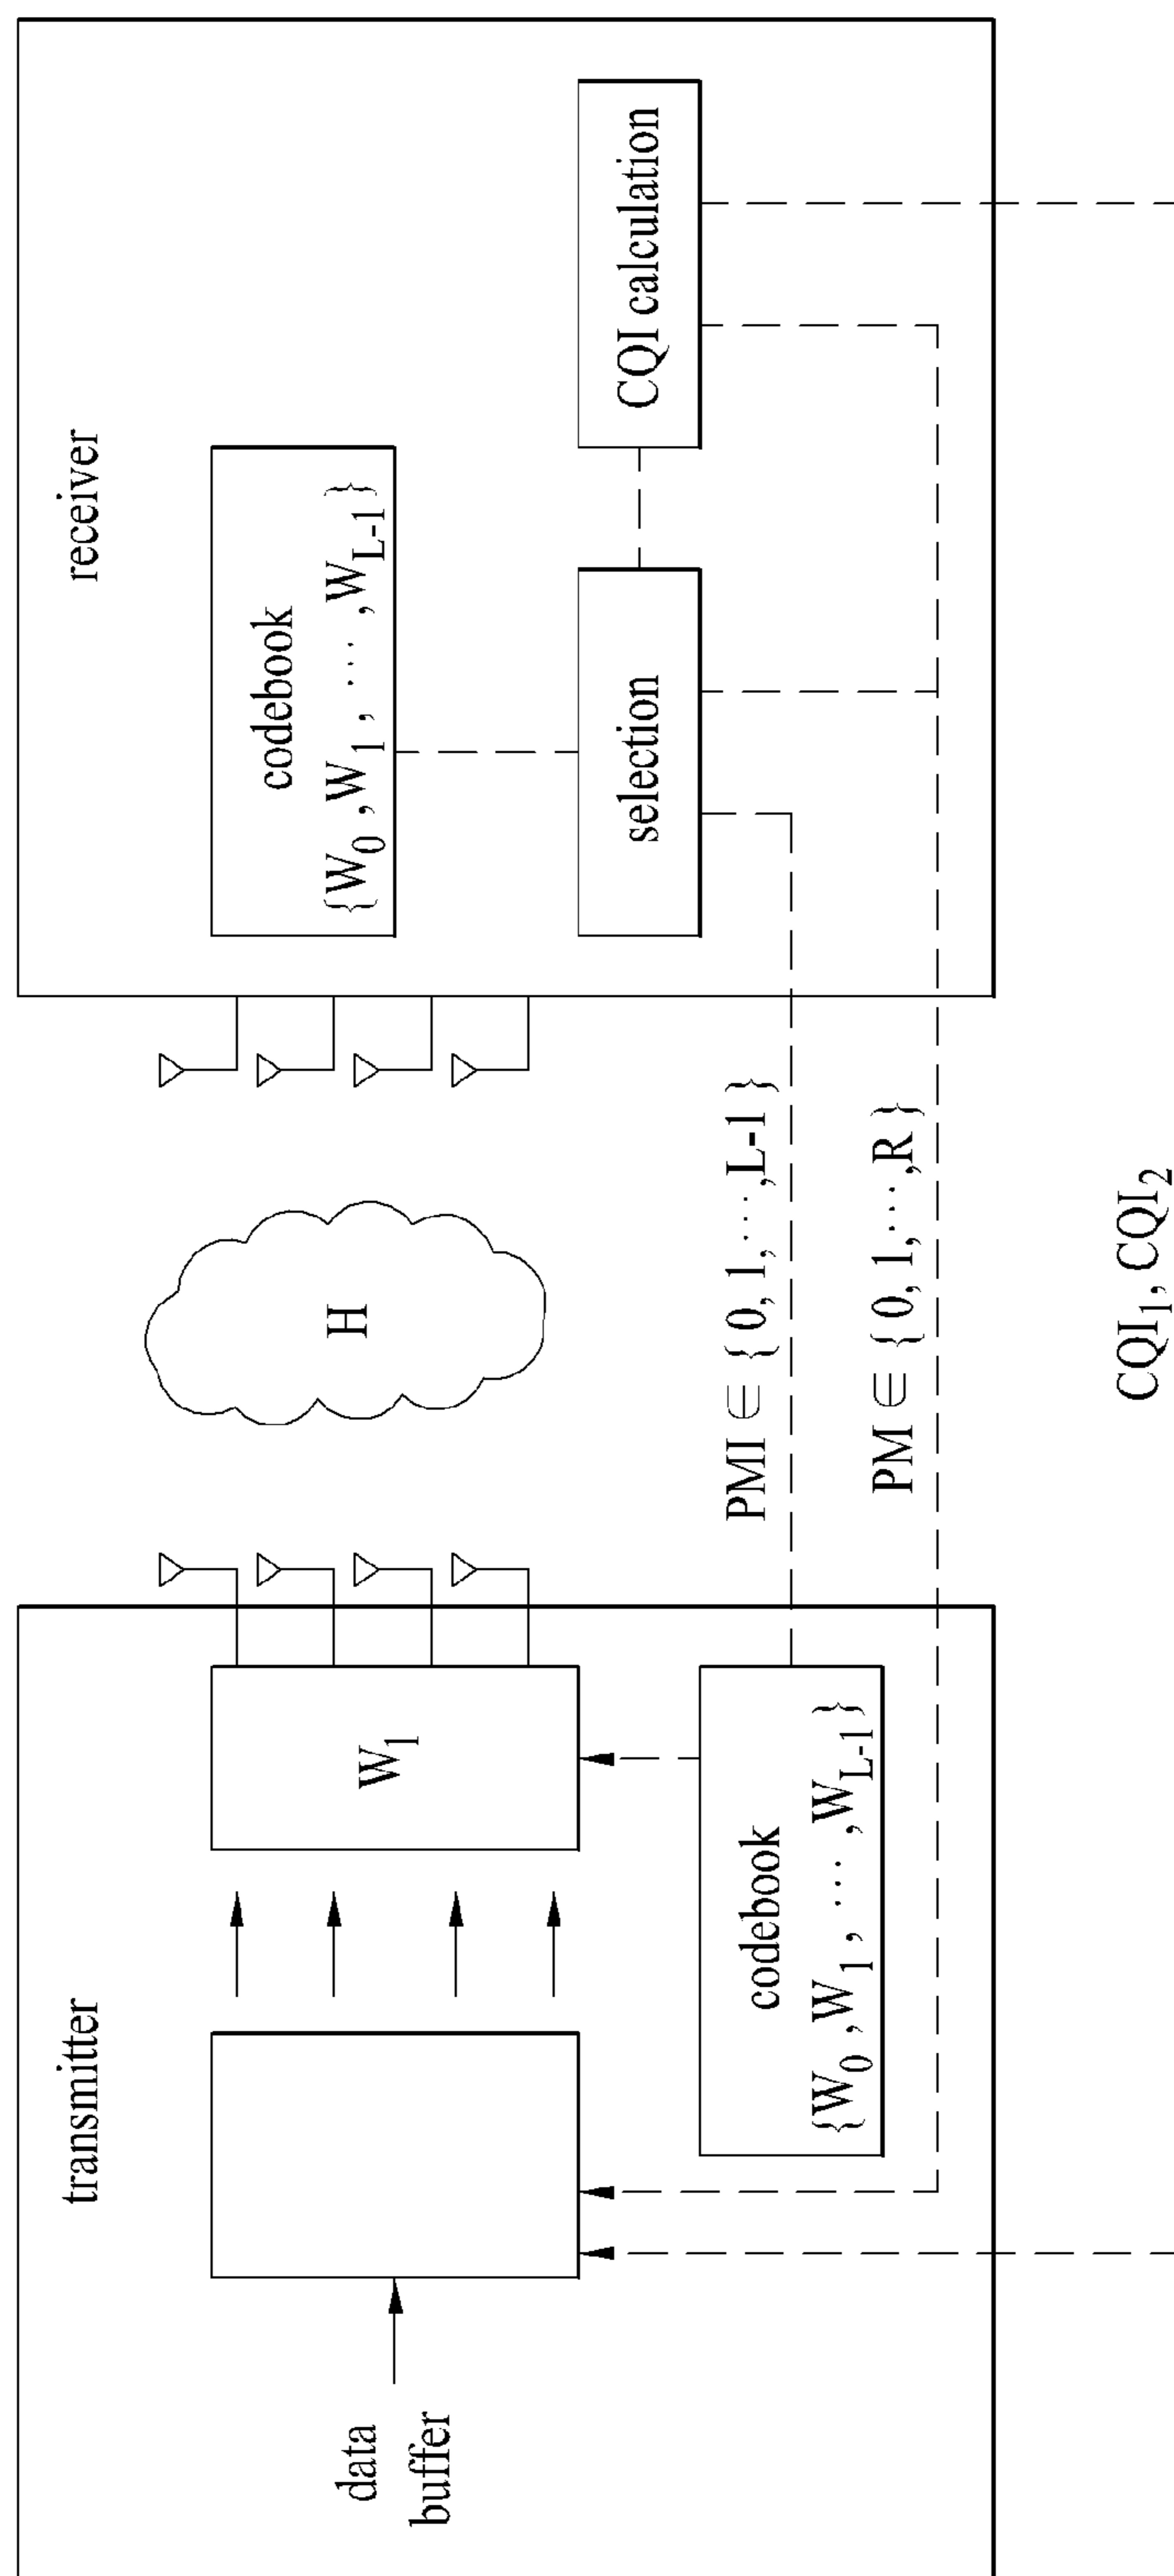 transmitter
receiver
data
buffer
W1
H
codebook
{W0 ,W1 , ⋯ ,WL-1}
selection
CQI calculation
codebook
{W0 ,W1 , ⋯ ,WL-1}
PMI ∈ { 0, 1, ⋯ ,L-1 }
PM ∈ { 0, 1, ⋯ ,R }
CQI1, CQI2